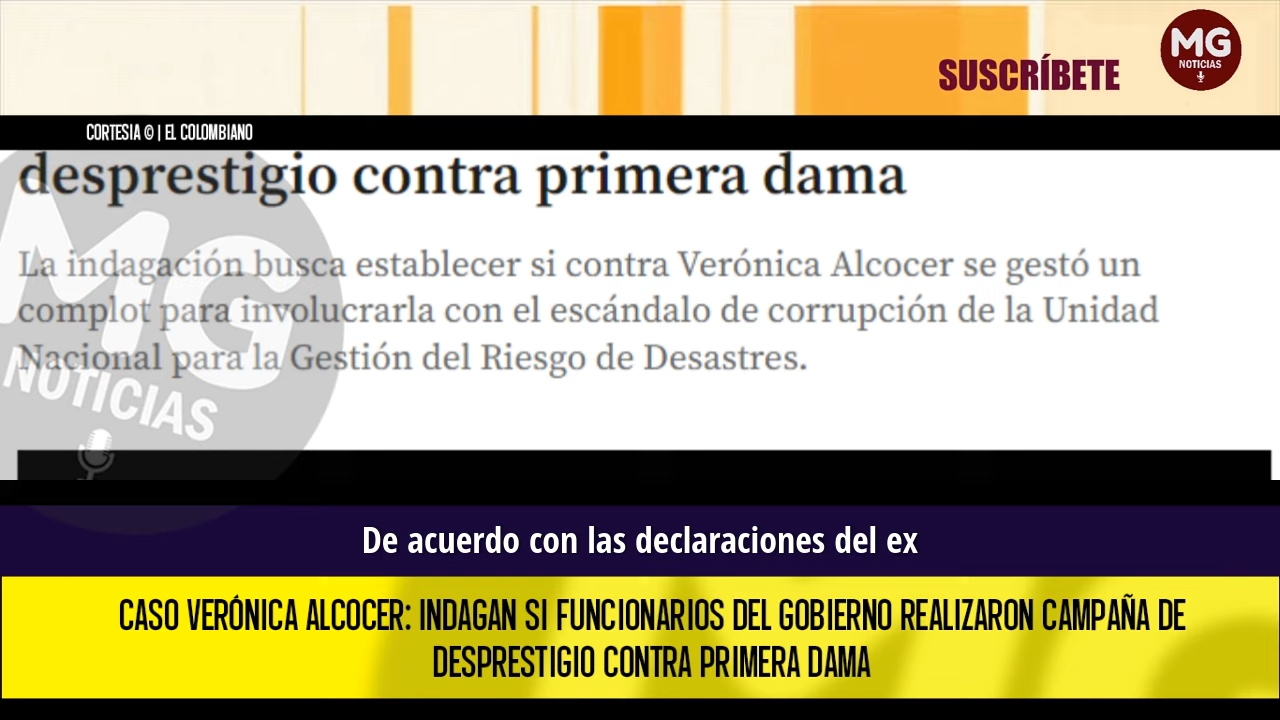 SUSCRÍBETE
MG
NOTICIAS
CORTESIA © | EL COLOMBIANO
desprestigio contra primera dama
La indagación busca establecer si contra Verónica Alcocer se gestó un
complot para involucrarla con el escándalo de corrupción de la Unidad
Nacional para la Gestión del Riesgo de Desastres.
MG
NOTICIAS
De acuerdo con las declaraciones del ex
CASO VERÓNICA ALCOCER: INDAGAN SI FUNCIONARIOS DEL GOBIERNO REALIZARON CAMPAÑA DE
DESPRESTIGIO CONTRA PRIMERA DAMA